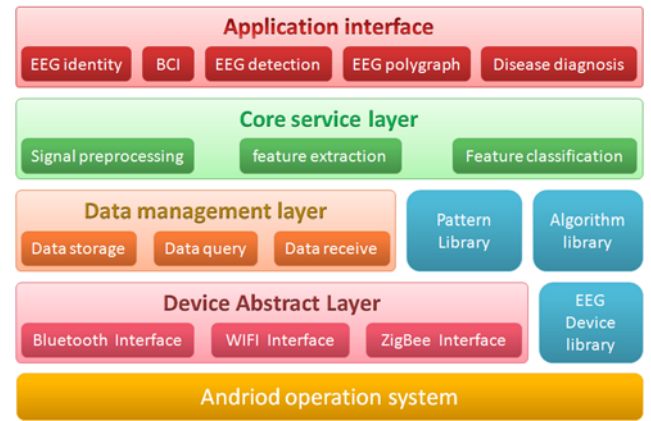 Application interface
EEG identity BCI EEG detection EEG polygraph Disease diagnosis
Core service layer
Signal preprocessing feature extraction Feature classification
Data management layer
Data storage Data query Data receive
Pattern
Library
Algorithm
library
Device Abstract Layer
Bluetooth Interface WIFI Interface ZigBee Interface
EEG
Device
library
Andriod operation system